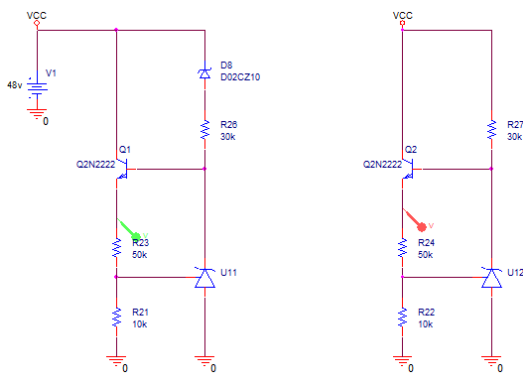 VCC
V1
48v
0
D8
D02CZ10
R26
30k
Q1
Q2N2222
V
R23
50k
U11
R21
10k
0
0
VCC
R27
30k
Q2
Q2N2222
V
R24
50k
U12
R22
10k
0
0